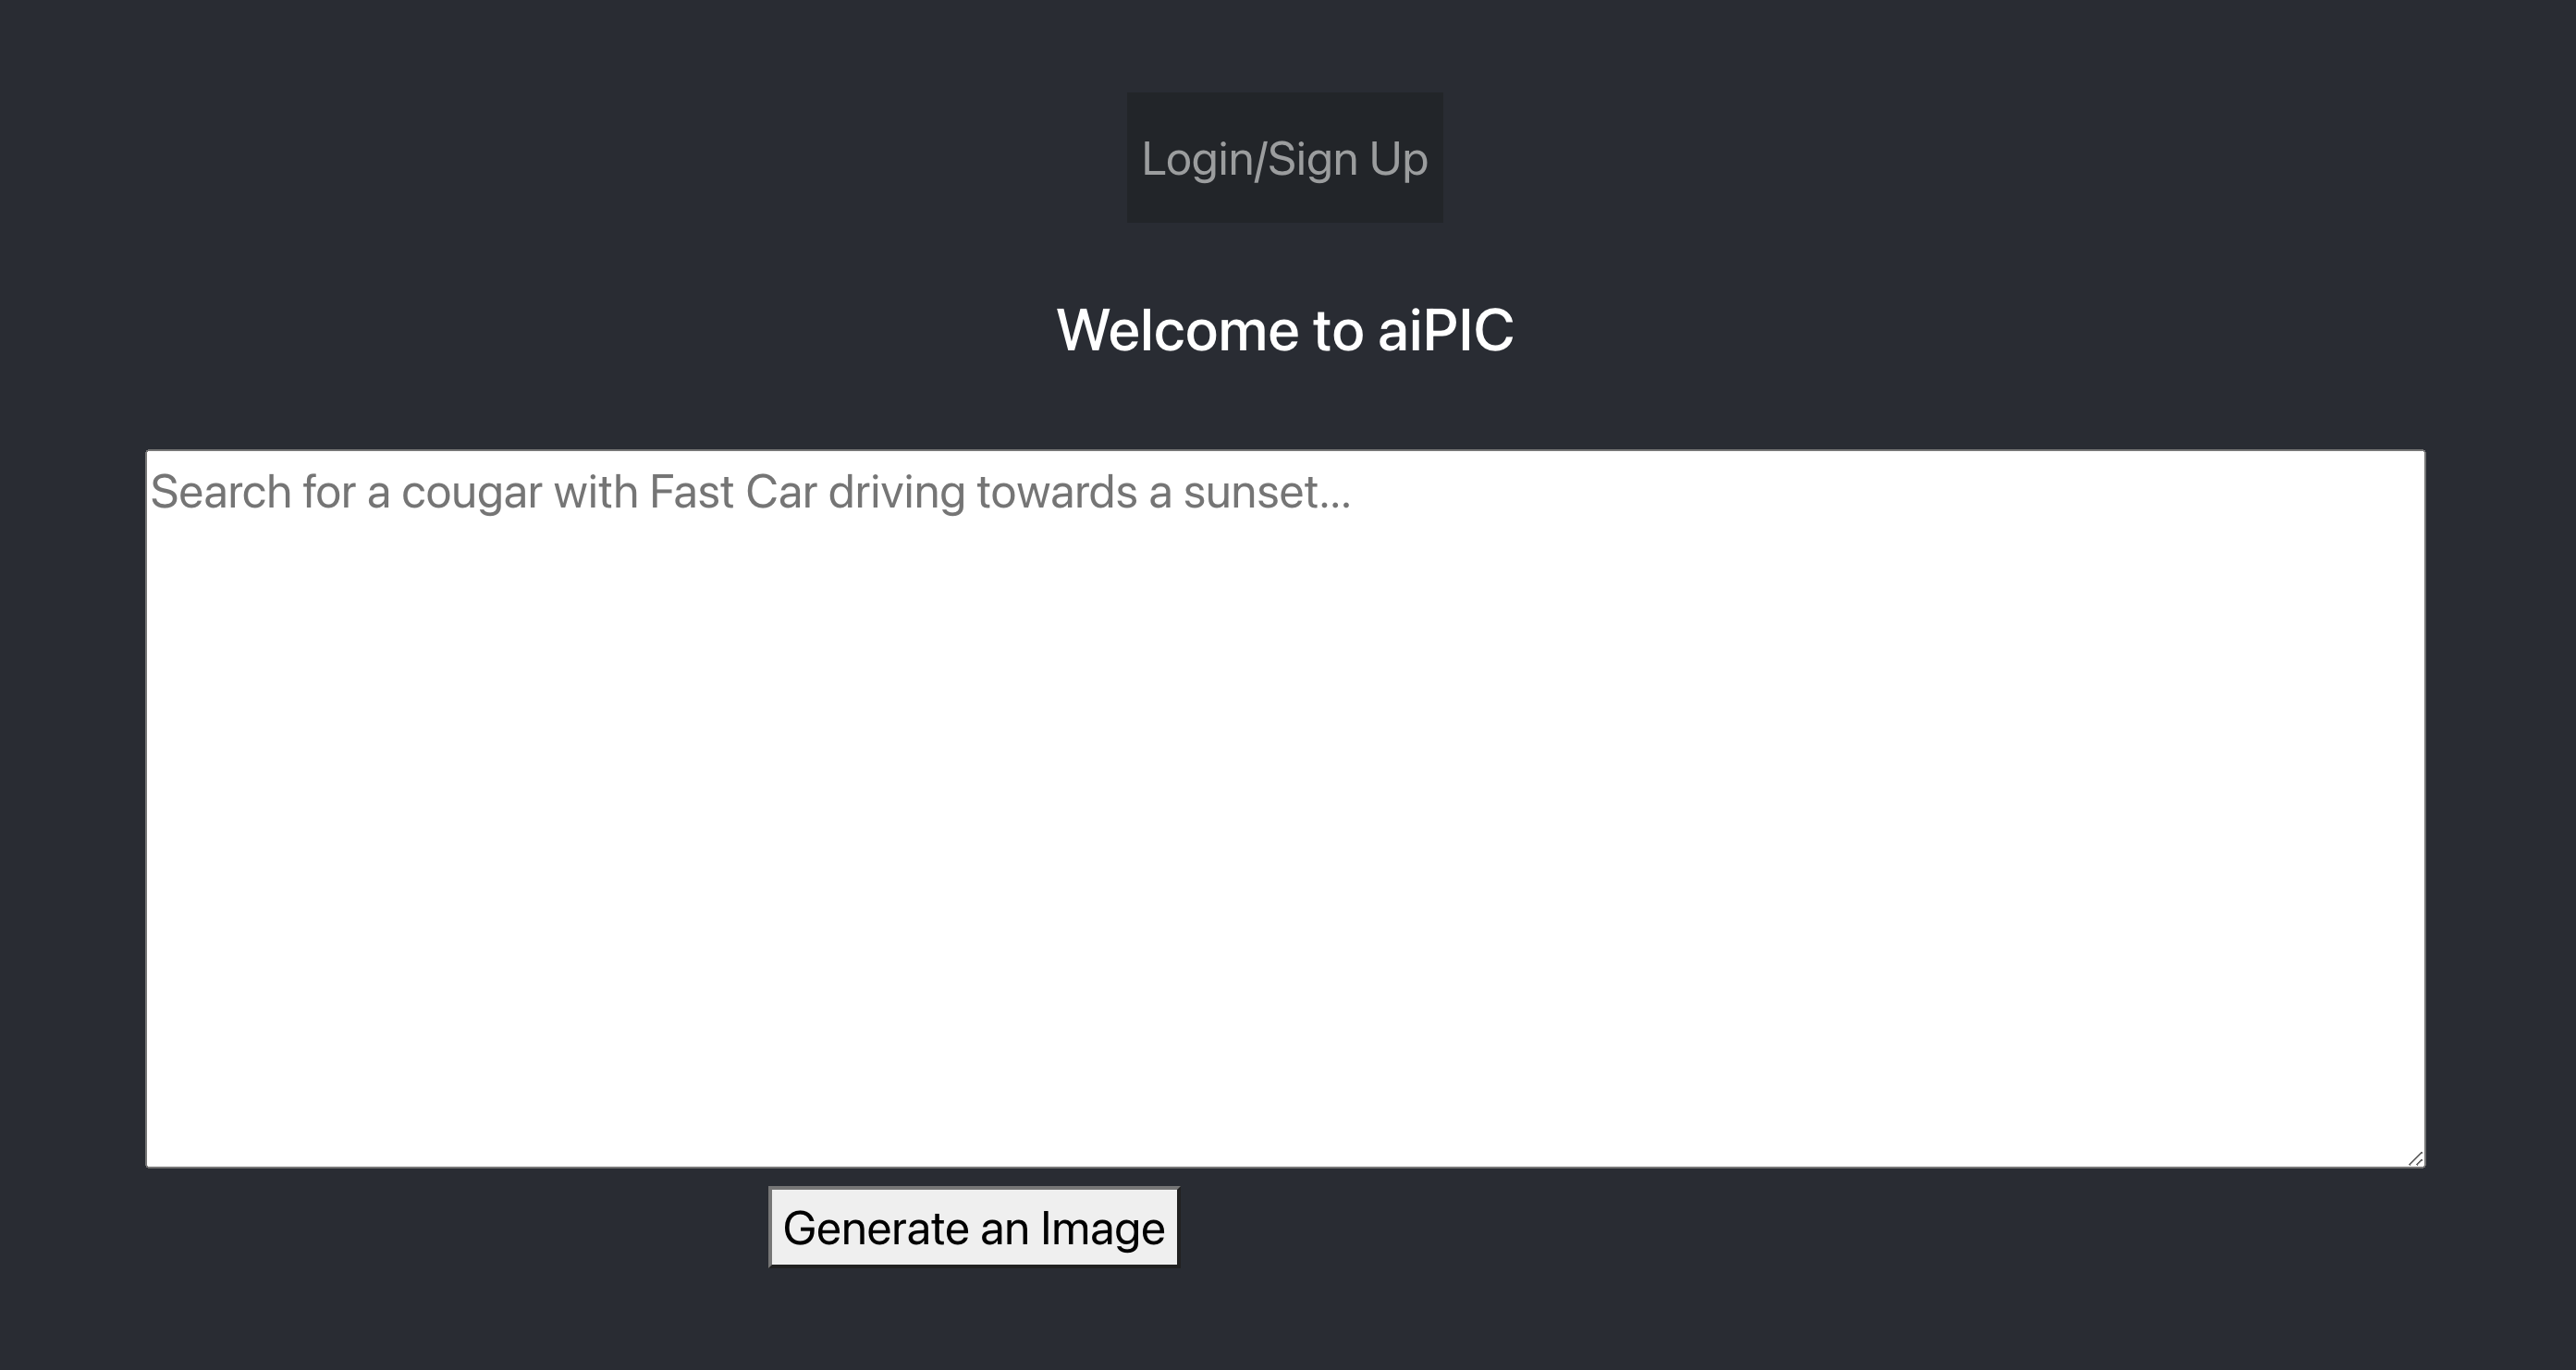 Login/Sign Up
Welcome to aiPIC
Search for a cougar with Fast Car driving towards a sunset...
Generate an Image